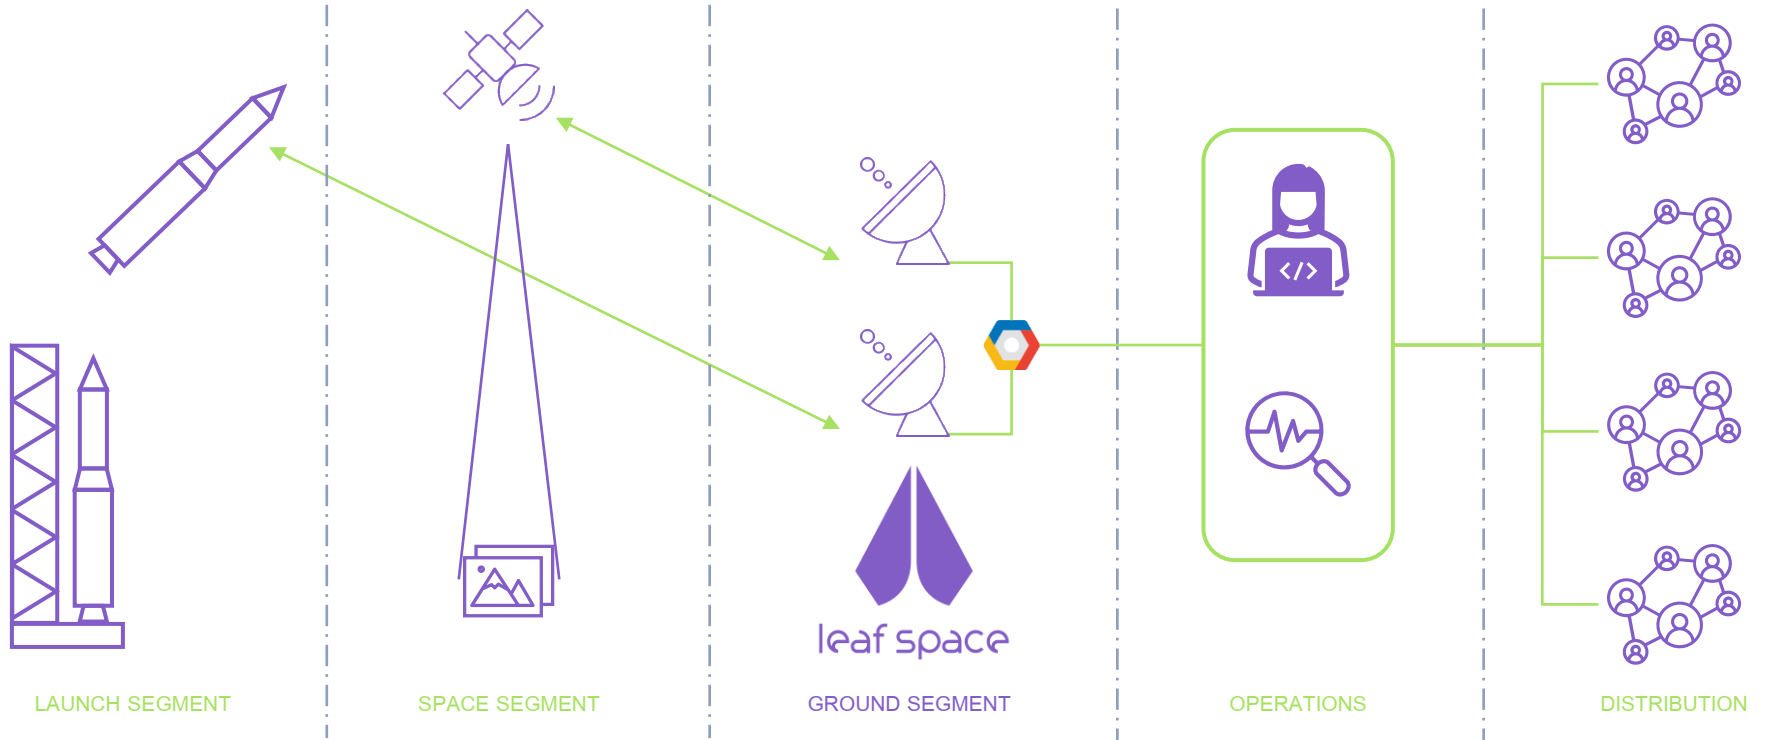 </>
leaf space
LAUNCH SEGMENT
SPACE SEGMENT
GROUND SEGMENT
OPERATIONS
DISTRIBUTION